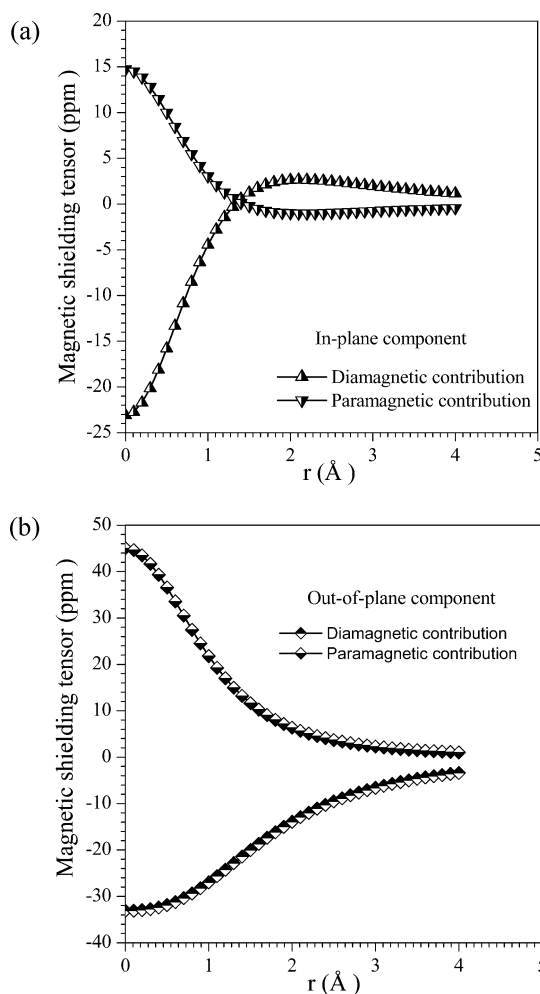 (a)
Magnetic shielding tensor (ppm )
20
15
10
5
0
-5
-10
-15
-20
-25
In-plane component
Diamagnetic contribution
Paramagnetic contribution
0 1 2 3 4 5
r (Å )
(b)
Magnetic shielding tensor (ppm )
50
40
30
20
10
0
-10
-20
-30
-40
Out-of-plane component
Diamagnetic contribution
Paramagnetic contribution
0 1 2 3 4 5
r (Å )